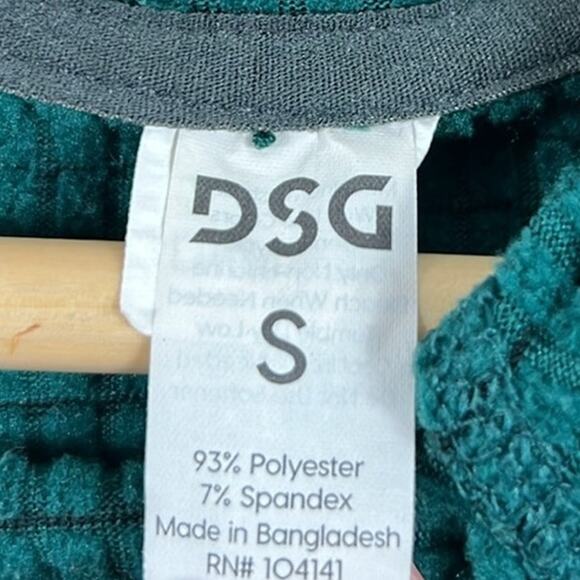 DSG
S
93% Polyester
7% Spandex
Made in Bangladesh
RN# 104141